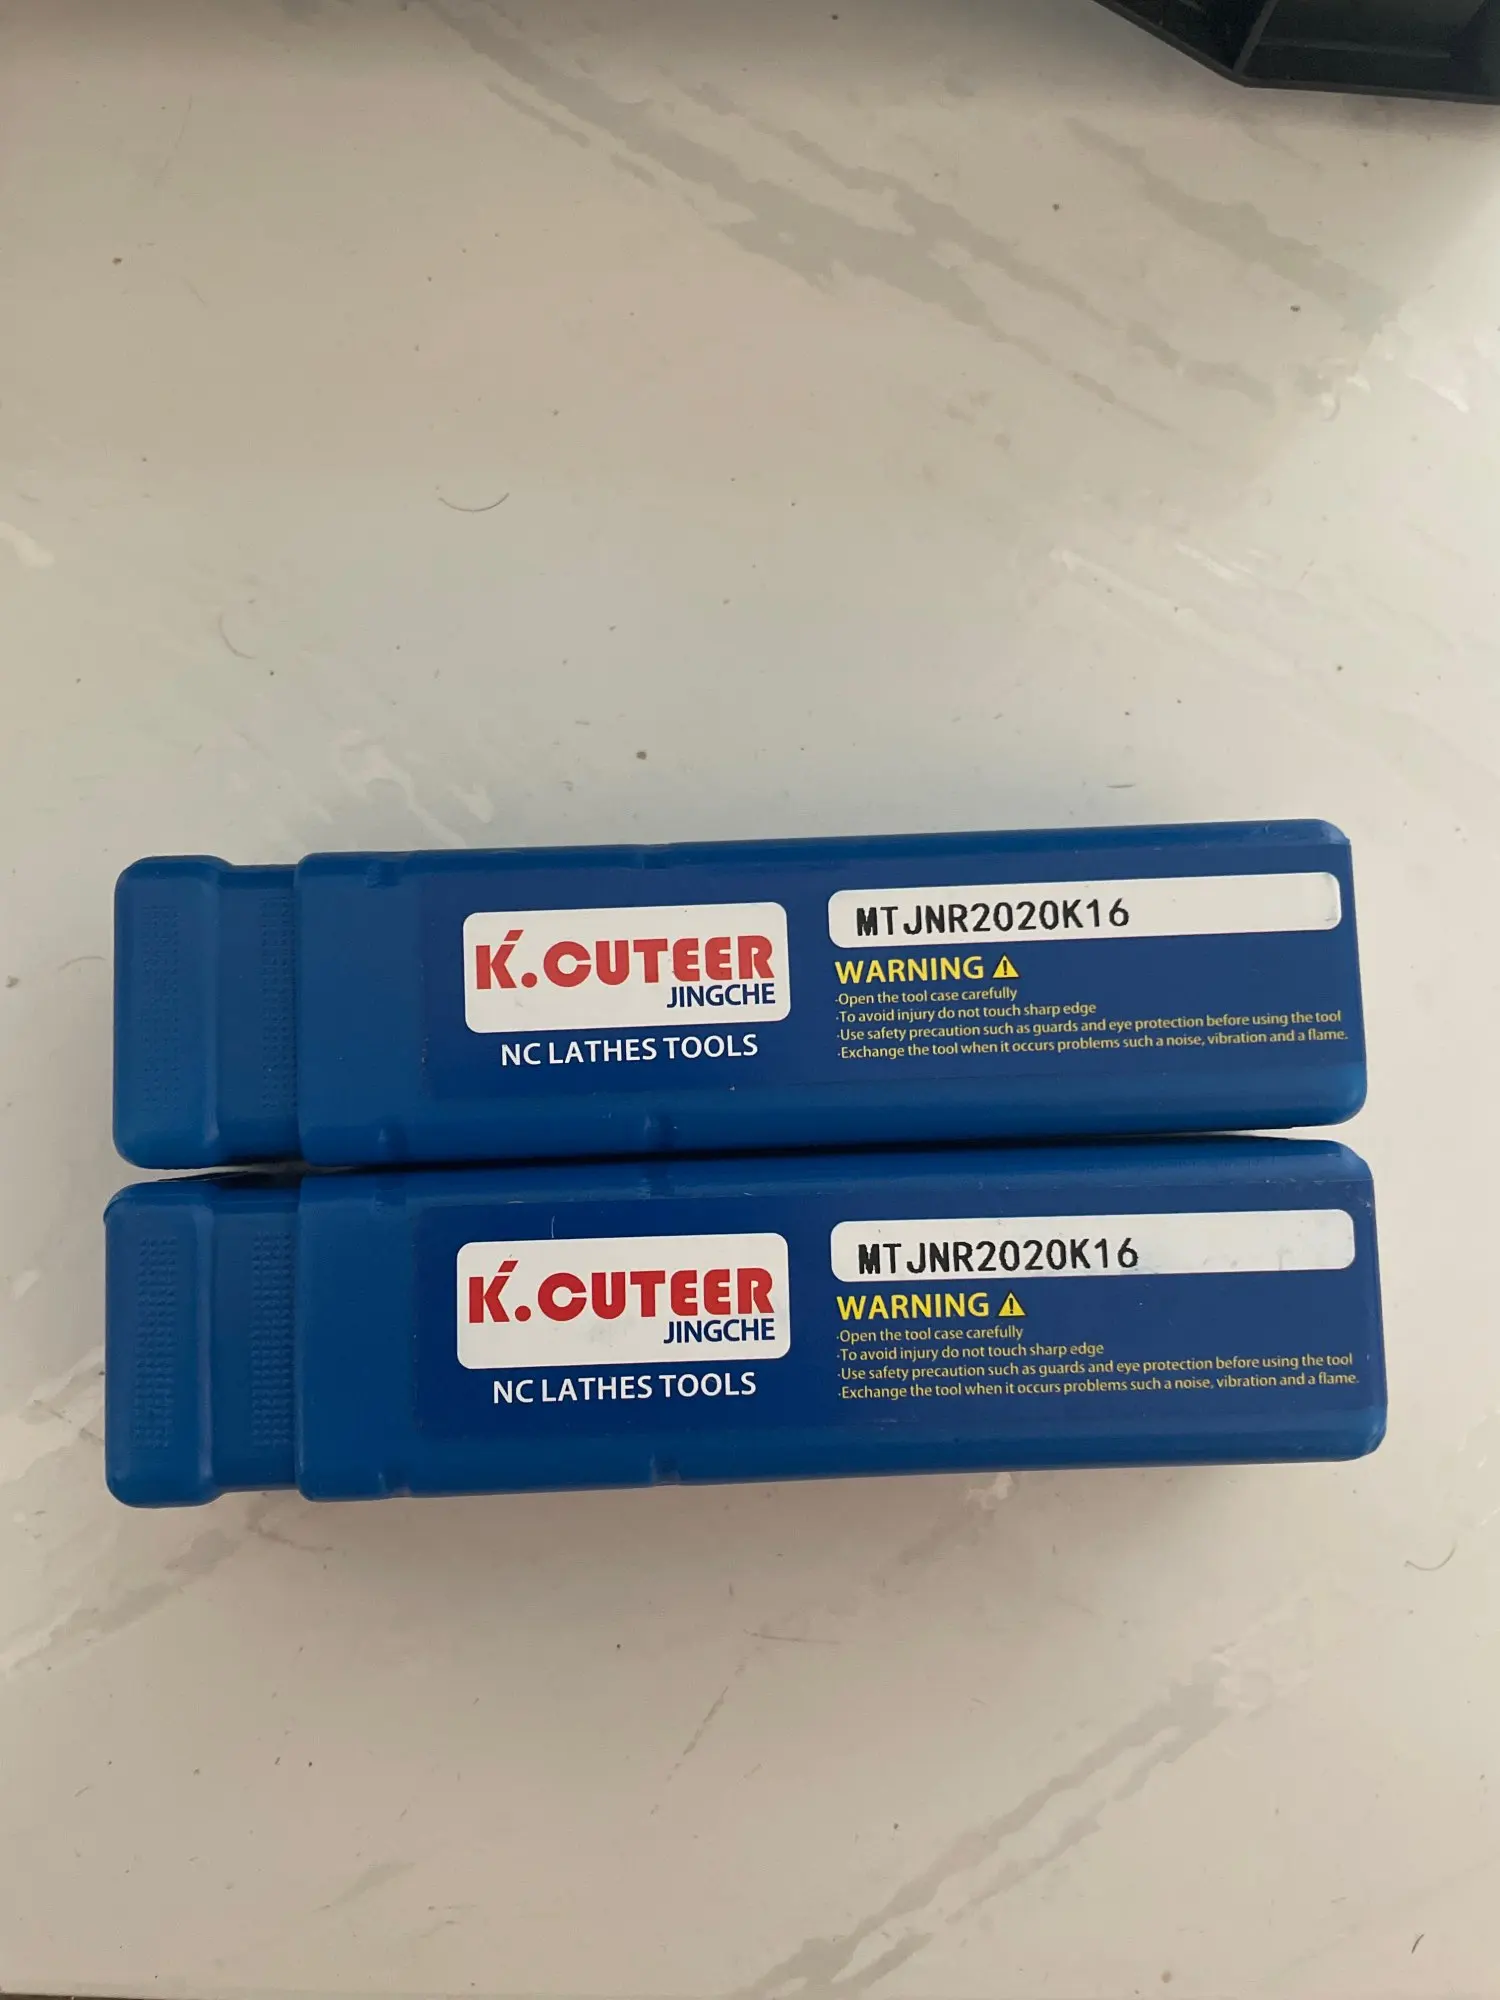 K.CUTEER
JINGCHE
NC LATHES TOOLS
MTJNR2020K16
WARNING
·Open the tool case carefully
·To avoid injury do not touch sharp edge
·Use safety precaution such as guards and eye protection before using the tool
·Exchange the tool when it occurs problems such a noise, vibration and a flame.
K.CUTEER
JINGCHE
NC LATHES TOOLS
MTJNR2020K16
WARNING
·Open the tool case carefully
·To avoid injury do not touch sharp edge
·Use safety precaution such as guards and eye protection before using the tool
·Exchange the tool when it occurs problems such a noise, vibration and a flame.